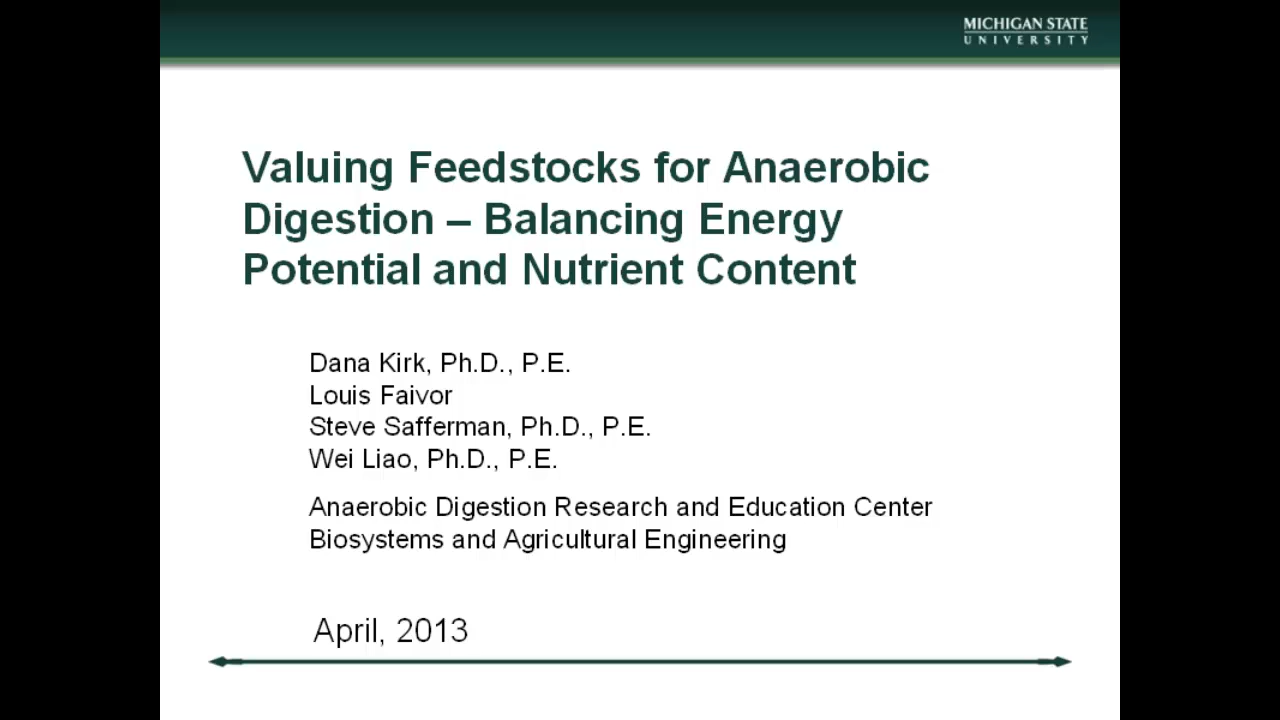 MICHIGAN STATE
UNIVERSITY
Valuing Feedstocks for Anaerobic
Digestion – Balancing Energy
Potential and Nutrient Content
Dana Kirk, Ph.D., P.E.
Louis Faivor
Steve Safferman, Ph.D., P.E.
Wei Liao, Ph.D., P.E.
Anaerobic Digestion Research and Education Center
Biosystems and Agricultural Engineering
April, 2013